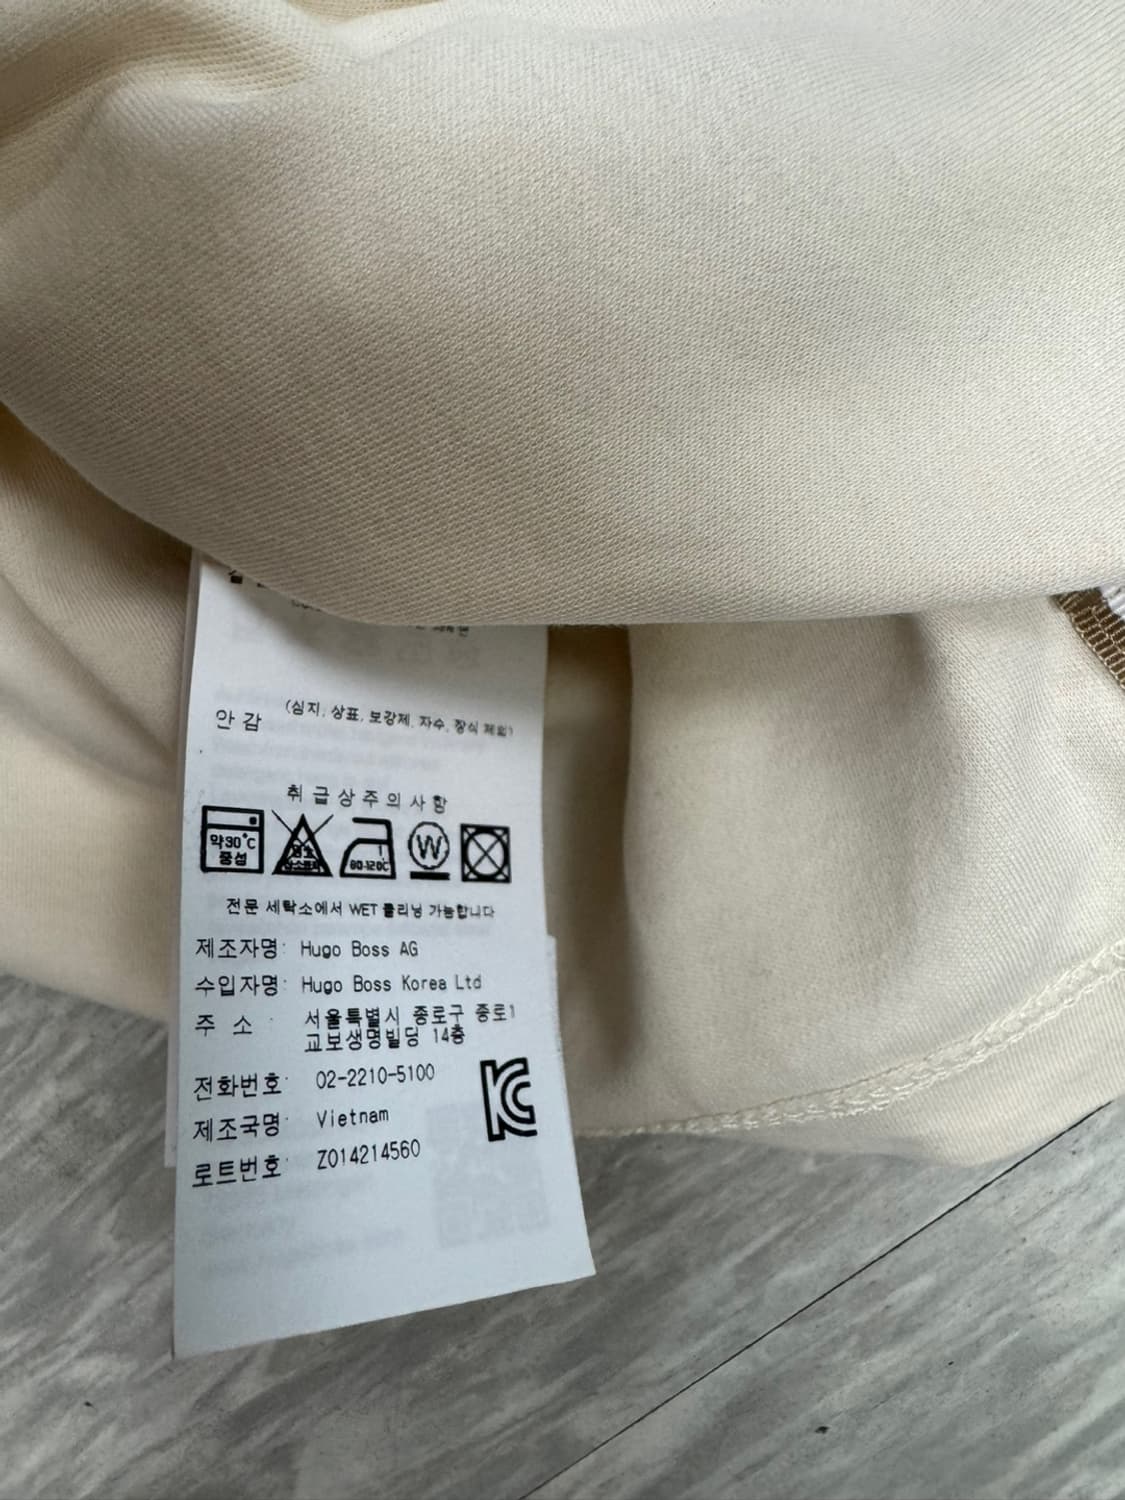 안감 (심지, 상표, 보강제, 자수, 장식 제외)
취급상주의사항
약30°C 중성
80-120C
W
전문 세탁소에서 WET 클리닝 가능합니다
제조자명: Hugo Boss AG
수입자명: Hugo Boss Korea Ltd
주 소: 서울특별시 종로구 종로1
교보생명빌딩 14층
전화번호: 02-2210-5100
제조국명: Vietnam
로트번호: Z014214560
KC